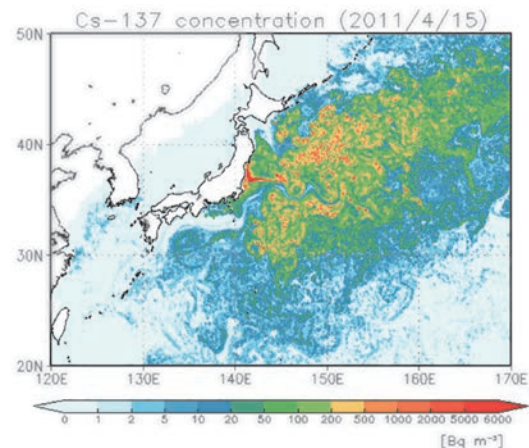 Cs-137 concentration (2011/4/15)
50N
40N
30N
20N
120E 130E 140E 150E 160E 170E
0 1 2 5 10 20 50 100 200 500 1000 2000 5000 6000
[Bq m⁻³]